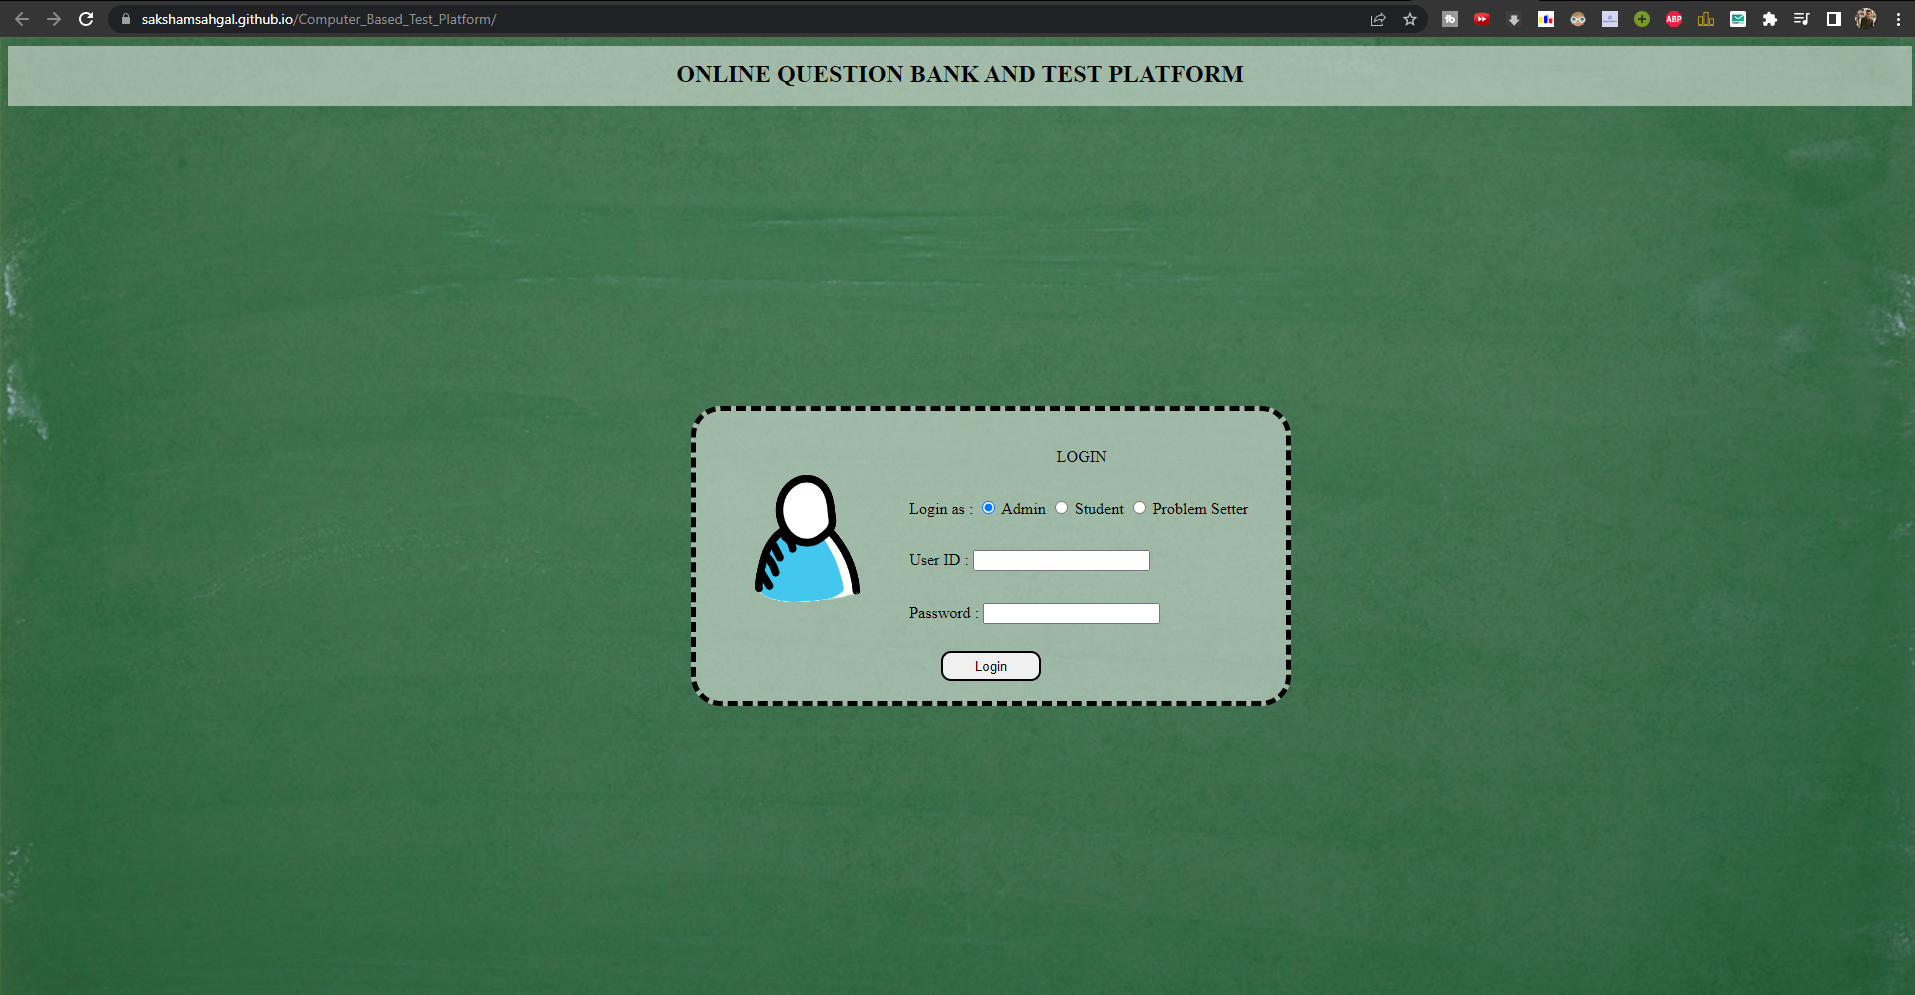 sakshamsahgal.github.io/Computer_Based_Test_Platform/
ABP
ONLINE QUESTION BANK AND TEST PLATFORM
LOGIN
Login as : Admin Student Problem Setter
User ID :
Password :
Login